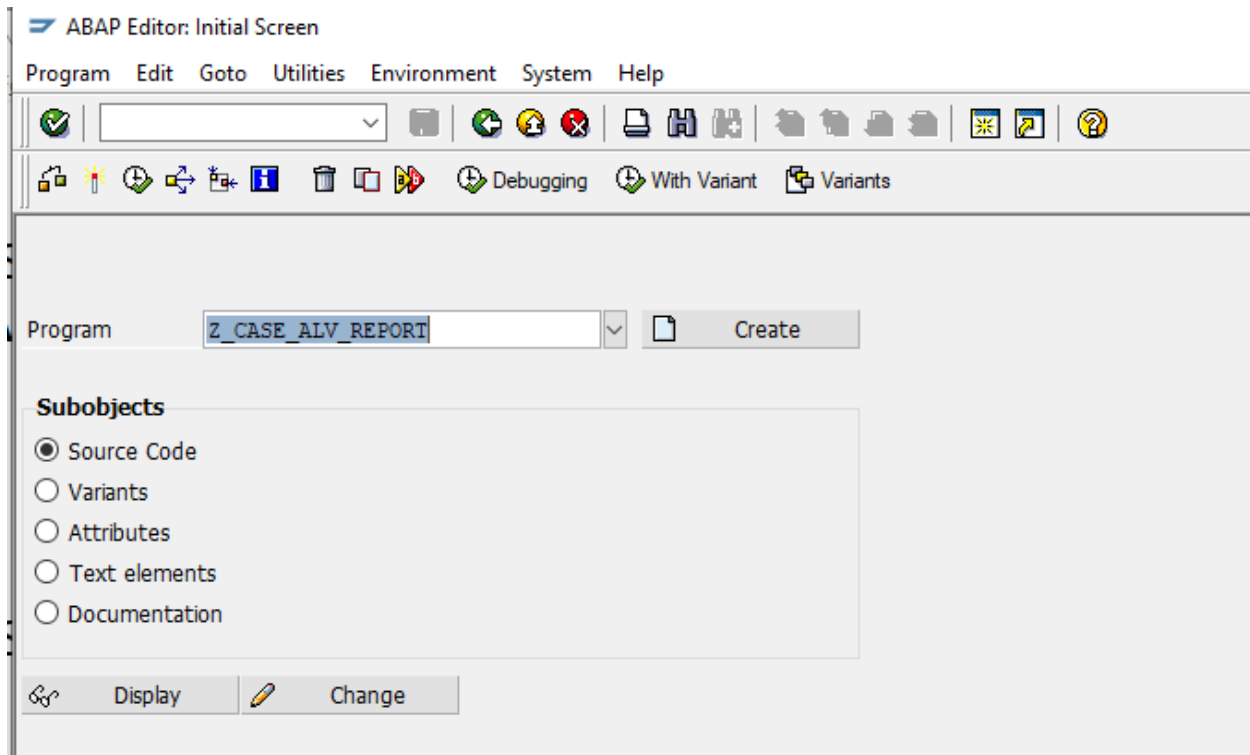 ABAP Editor: Initial Screen
Program Edit Goto Utilities Environment System Help
Debugging With Variant Variants
Program Z_CASE_ALV_REPORT Create
Subobjects
Source Code
Variants
Attributes
Text elements
Documentation
Display Change